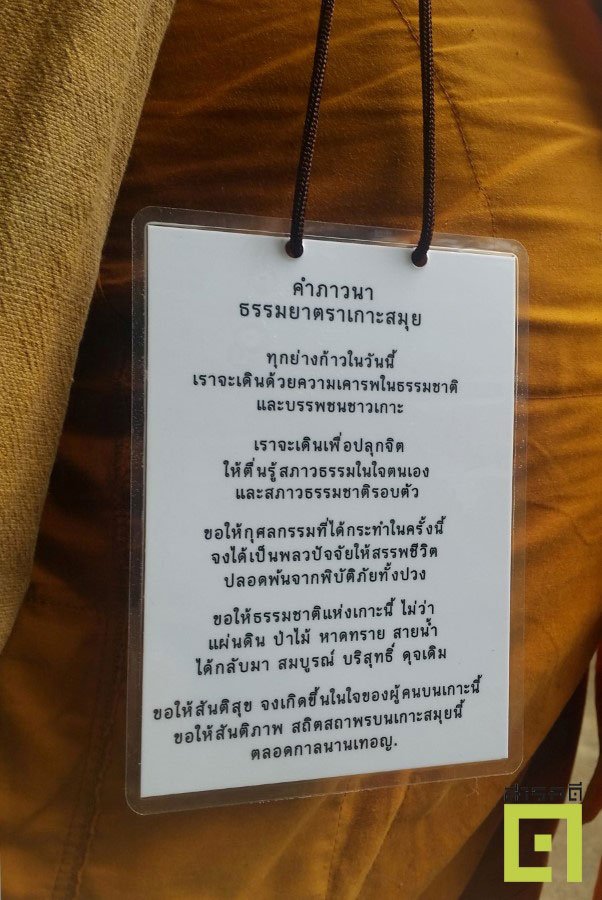 คำภาวนา
ธรรมยาตราเกาะสมุย
ทุกย่างก้าวในวันนี้
เราจะเดินด้วยความเคารพในธรรมชาติ
และบรรพชนชาวเกาะ
เราจะเดินเพื่อปลุกจิต
ให้ตื่นรู้สภาวธรรมในใจตนเอง
และสภาวธรรมชาติรอบตัว
ขอให้กุศลกรรมที่ได้กระทำในครั้งนี้
จงได้เป็นพลวปัจจัยให้สรรพชีวิต
ปลอดพ้นจากพิบัติภัยทั้งปวง
ขอให้ธรรมชาติแห่งเกาะนี้ ไม่ว่า
แผ่นดิน ป่าไม้ หาดทราย สายน้ำ
ได้กลับมา สมบูรณ์ บริสุทธิ์ ดุจเดิม
ขอให้สันติสุข จงเกิดขึ้นในใจของผู้คนบนเกาะนี้
ขอให้สันติภาพ สถิตสถาพรบนเกาะสมุยนี้
ตลอดกาลนานเทอญ.